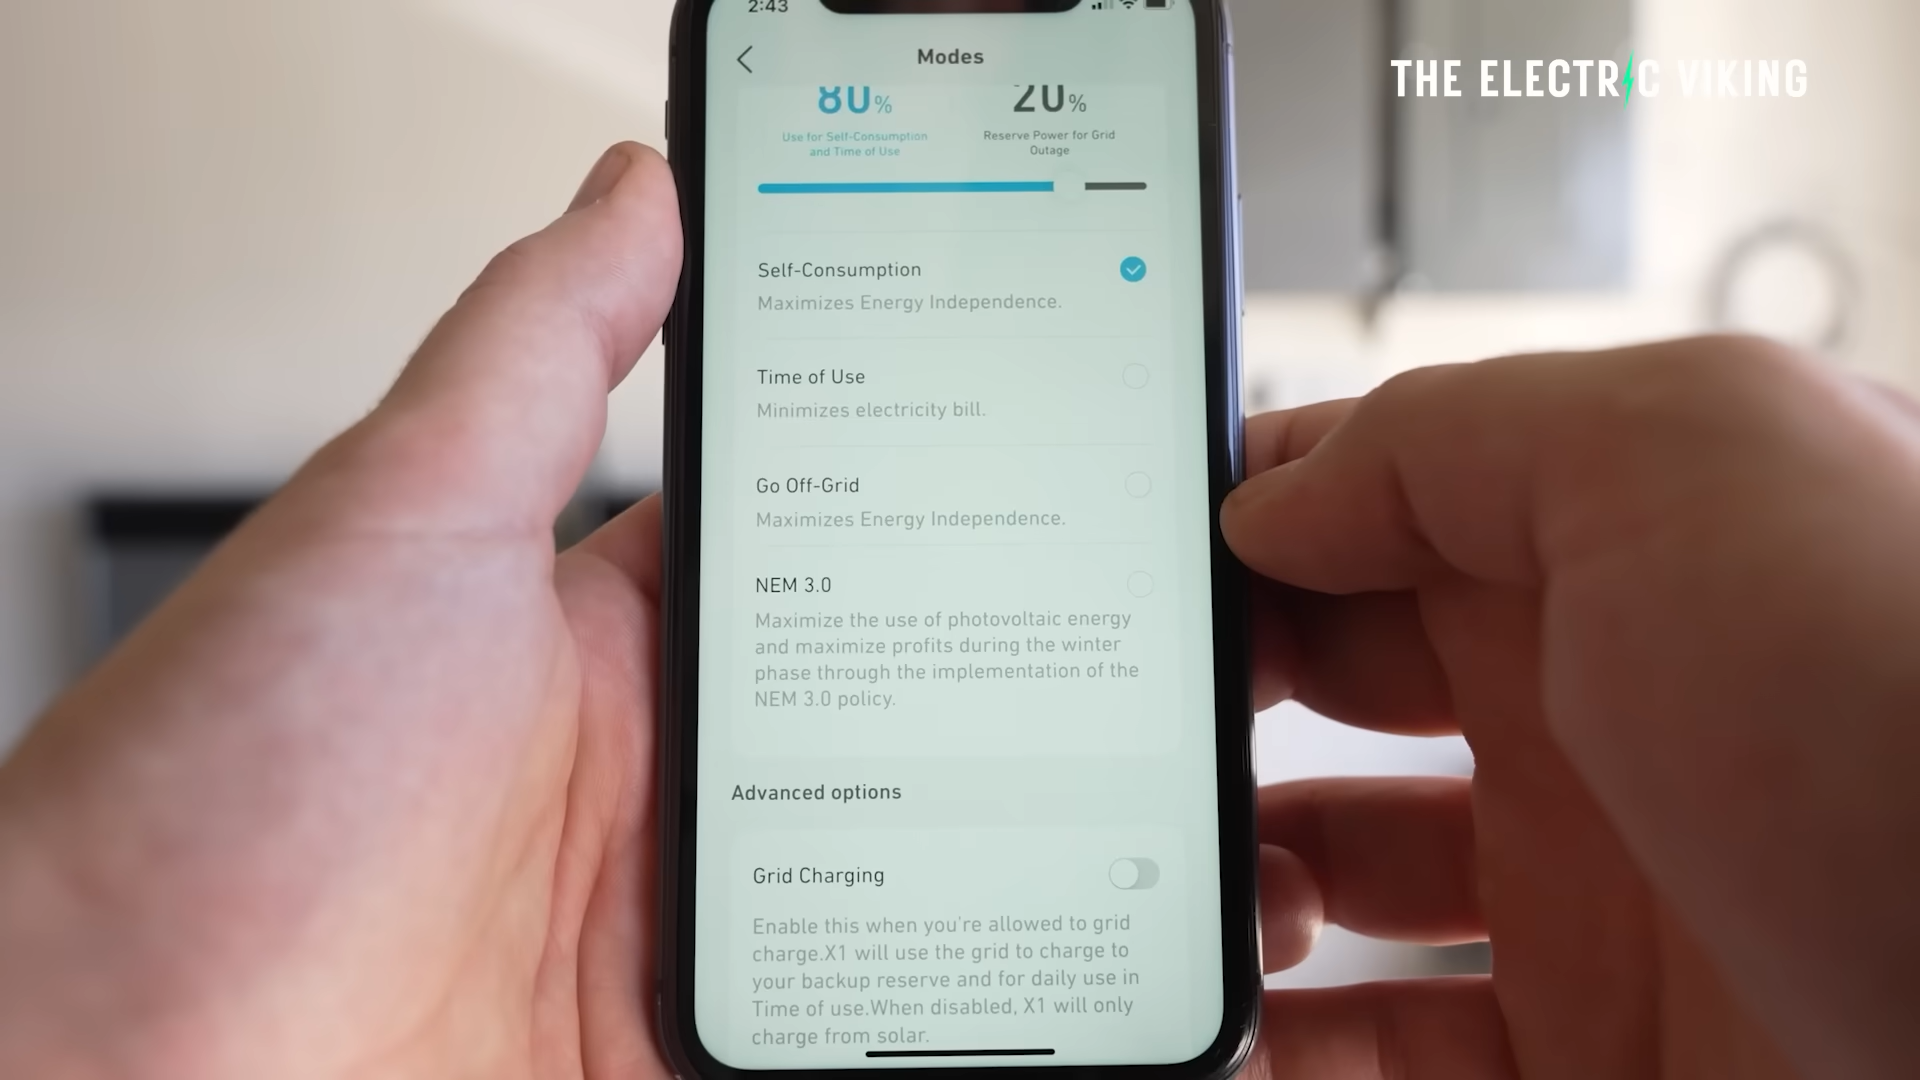 2:43
Modes
THE ELECTRIC VIKING
80%
20%
Use for Self-Consumption
and Time of Use
Reserve Power for Grid
Outage
Self-Consumption
Maximizes Energy Independence.
Time of Use
Minimizes electricity bill.
Go Off-Grid
Maximizes Energy Independence.
NEM 3.0
Maximize the use of photovoltaic energy
and maximize profits during the winter
phase through the implementation of the
NEM 3.0 policy.
Advanced options
Grid Charging
Enable this when you're allowed to grid
charge.X1 will use the grid to charge to
your backup reserve and for daily use in
Time of use.When disabled, X1 will only
charge from solar.